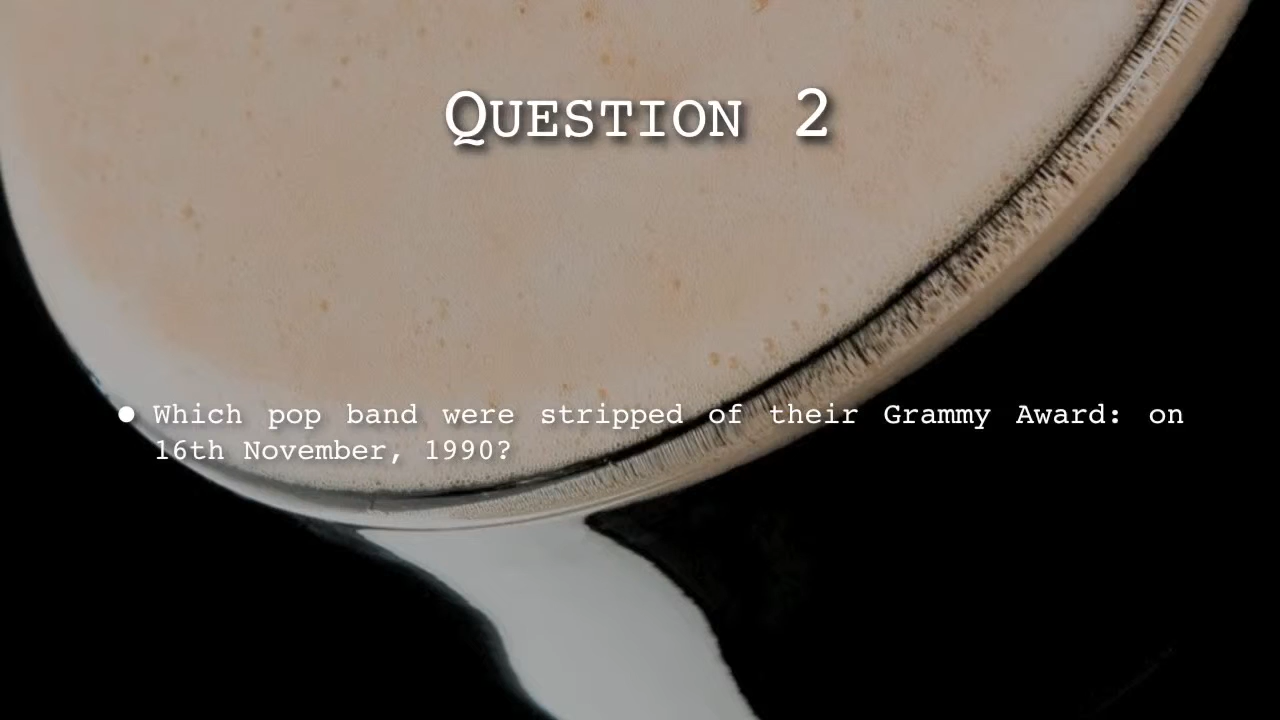 Question 2
● Which pop band were stripped of their Grammy Award: on
16th November, 1990?